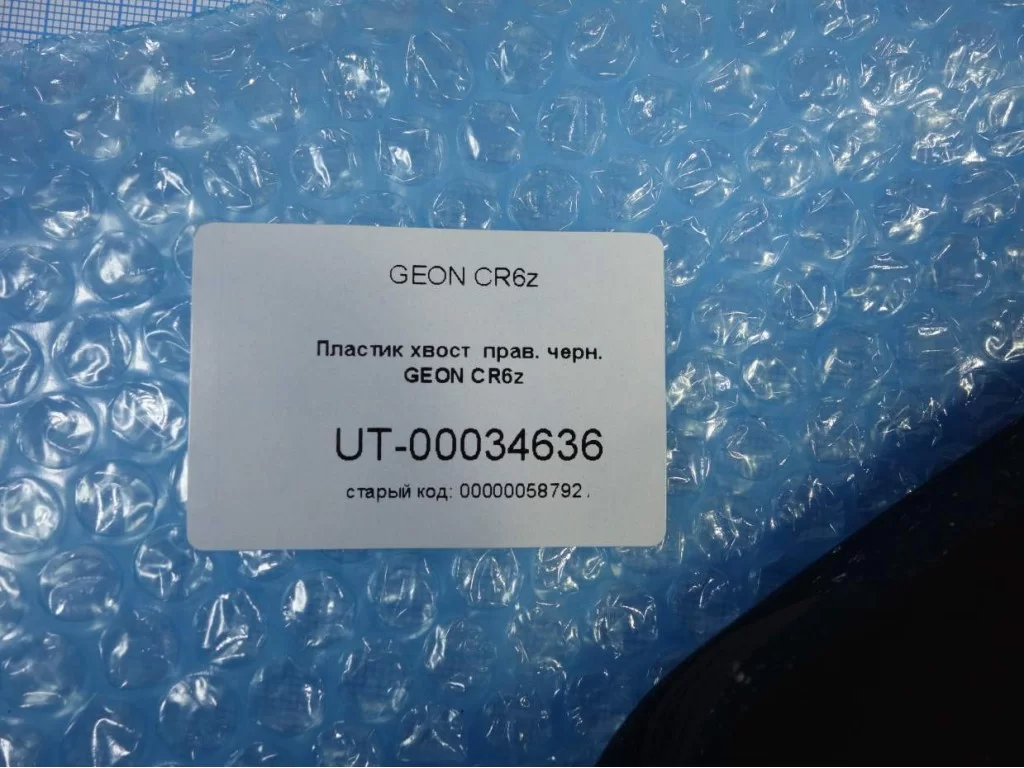 GEON CR6z
Пластик хвост прав. черн.
GEON CR6z
UT-00034636
старый код: 00000058792 .